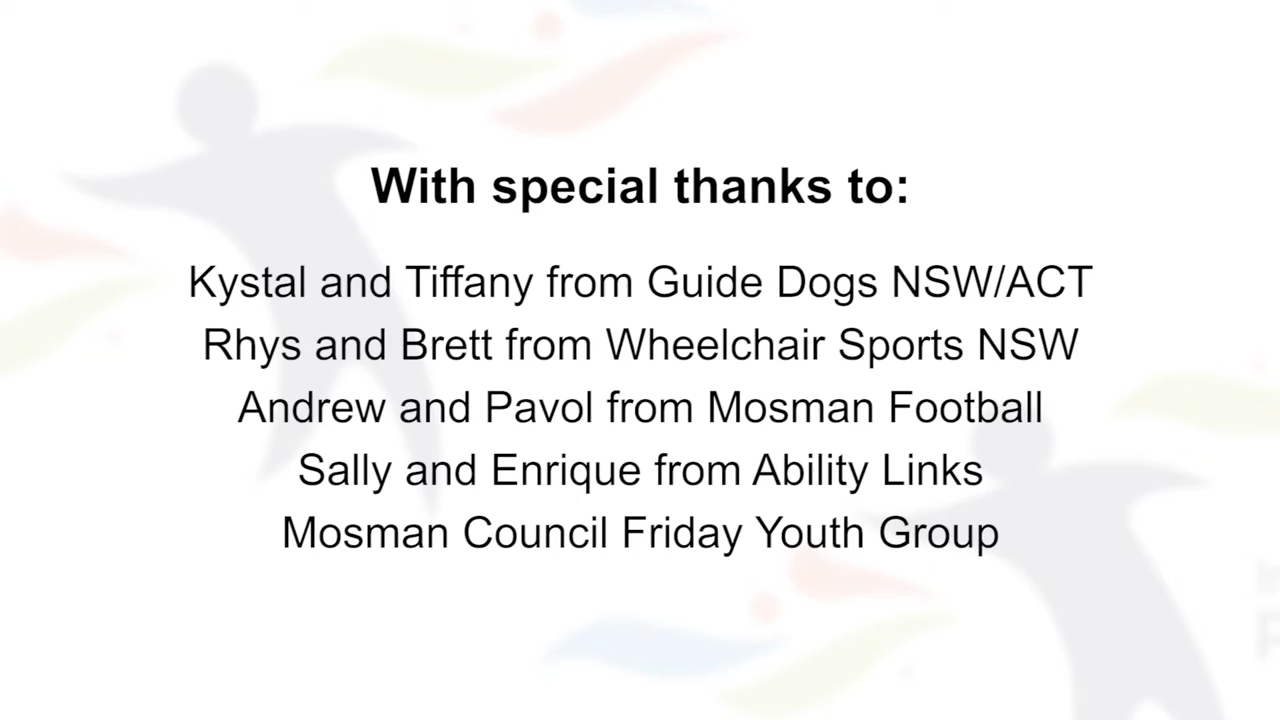 With special thanks to:
Kystal and Tiffany from Guide Dogs NSW/ACT
Rhys and Brett from Wheelchair Sports NSW
Andrew and Pavol from Mosman Football
Sally and Enrique from Ability Links
Mosman Council Friday Youth Group